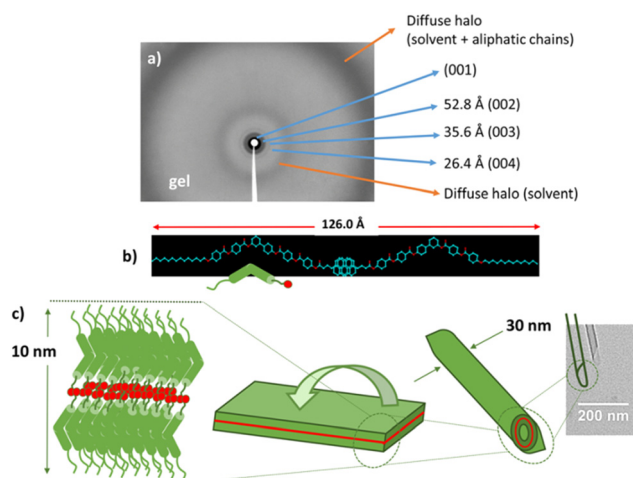 Diffuse halo
(solvent + aliphatic chains)
a)
(001)
52.8 Å (002)
35.6 Å (003)
26.4 Å (004)
gel
Diffuse halo (solvent)
126.0 Å
b)
c)
10 nm
30 nm
200 nm